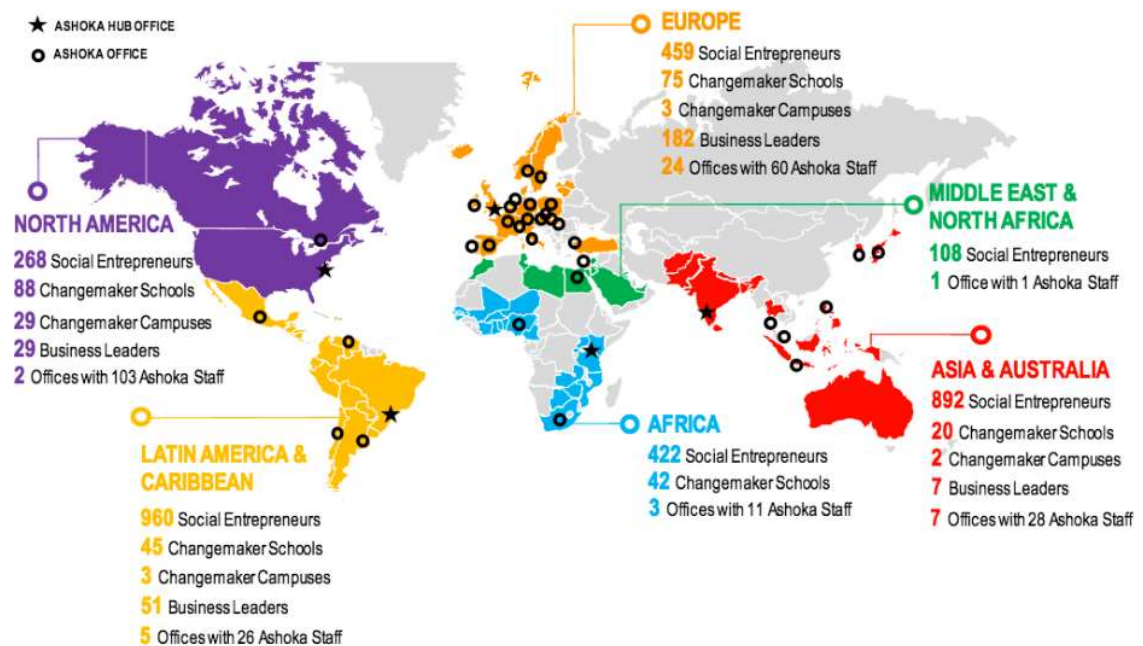 ASHOKA HUB OFFICE
ASHOKA OFFICE
EUROPE
459 Social Entrepreneurs
75 Changemaker Schools
3 Changemaker Campuses
182 Business Leaders
24 Offices with 60 Ashoka Staff
MIDDLE EAST &
NORTH AFRICA
108 Social Entrepreneurs
1 Office with 1 Ashoka Staff
NORTH AMERICA
268 Social Entrepreneurs
88 Changemaker Schools
29 Changemaker Campuses
29 Business Leaders
2 Offices with 103 Ashoka Staff
ASIA & AUSTRALIA
892 Social Entrepreneurs
20 Changemaker Schools
2 Changemaker Campuses
7 Business Leaders
7 Offices with 28 Ashoka Staff
AFRICA
422 Social Entrepreneurs
42 Changemaker Schools
3 Offices with 11 Ashoka Staff
LATIN AMERICA &
CARIBBEAN
960 Social Entrepreneurs
45 Changemaker Schools
3 Changemaker Campuses
51 Business Leaders
5 Offices with 26 Ashoka Staff